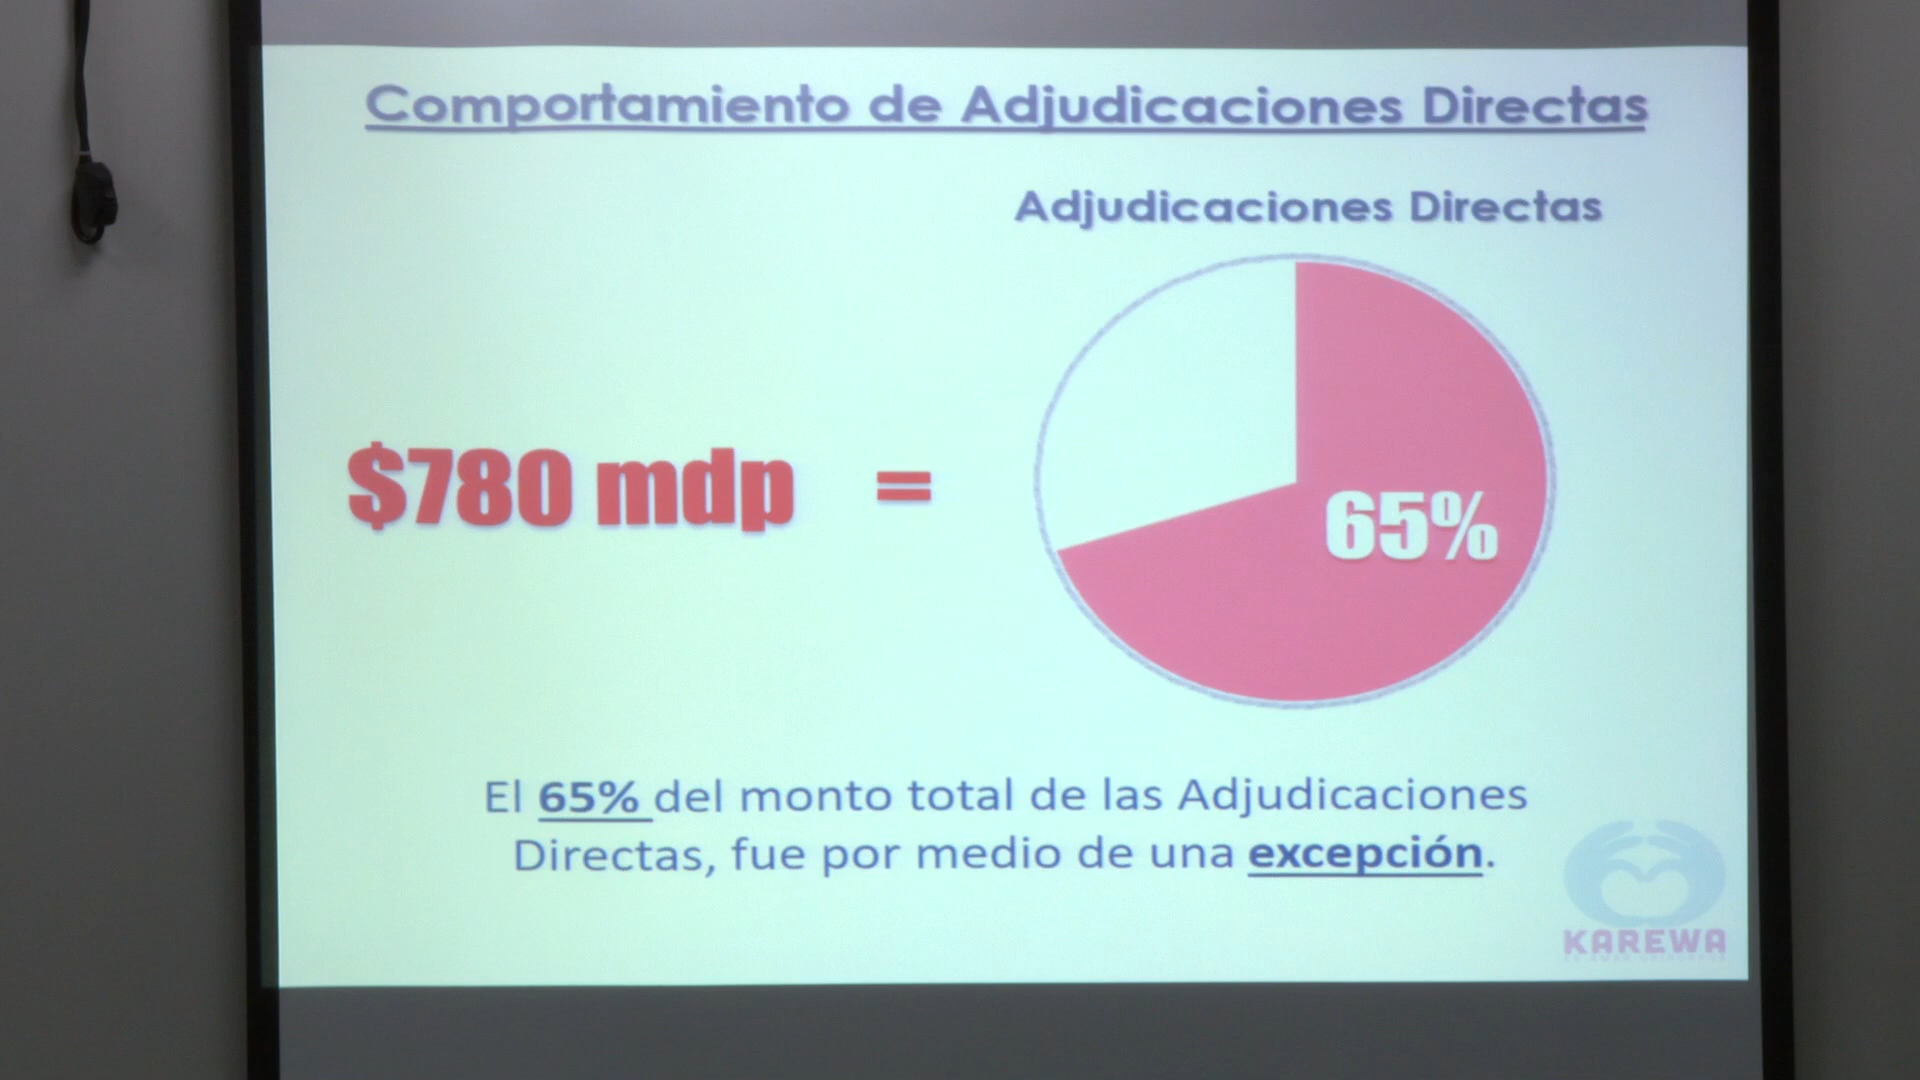 Comportamiento de Adjudicaciones Directas
Adjudicaciones Directas
$780 mdp =
65%
El 65% del monto total de las Adjudicaciones
Directas, fue por medio de una excepción.
KAREWA